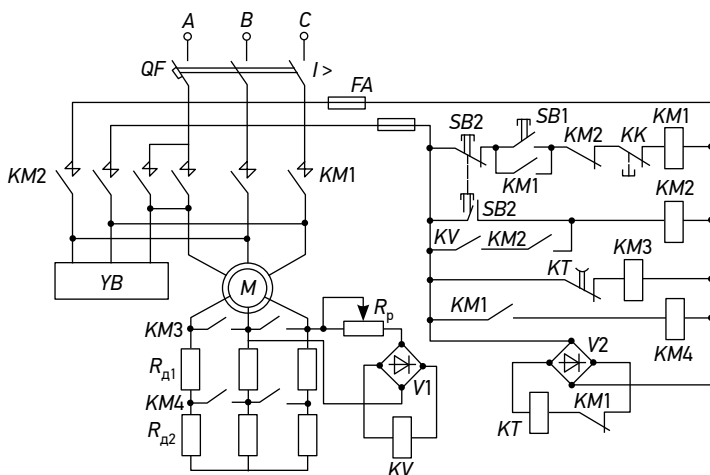 A B C
QF I >
FA
SB2 SB1 KM2 KK KM1
KM1
KM2 KM1
SB2 KM2
KV KM2
YB M KT KM3
KM3 Rр KM1 KM4
Rд1 V1 V2
KM4
Rд2 KV KT KM1